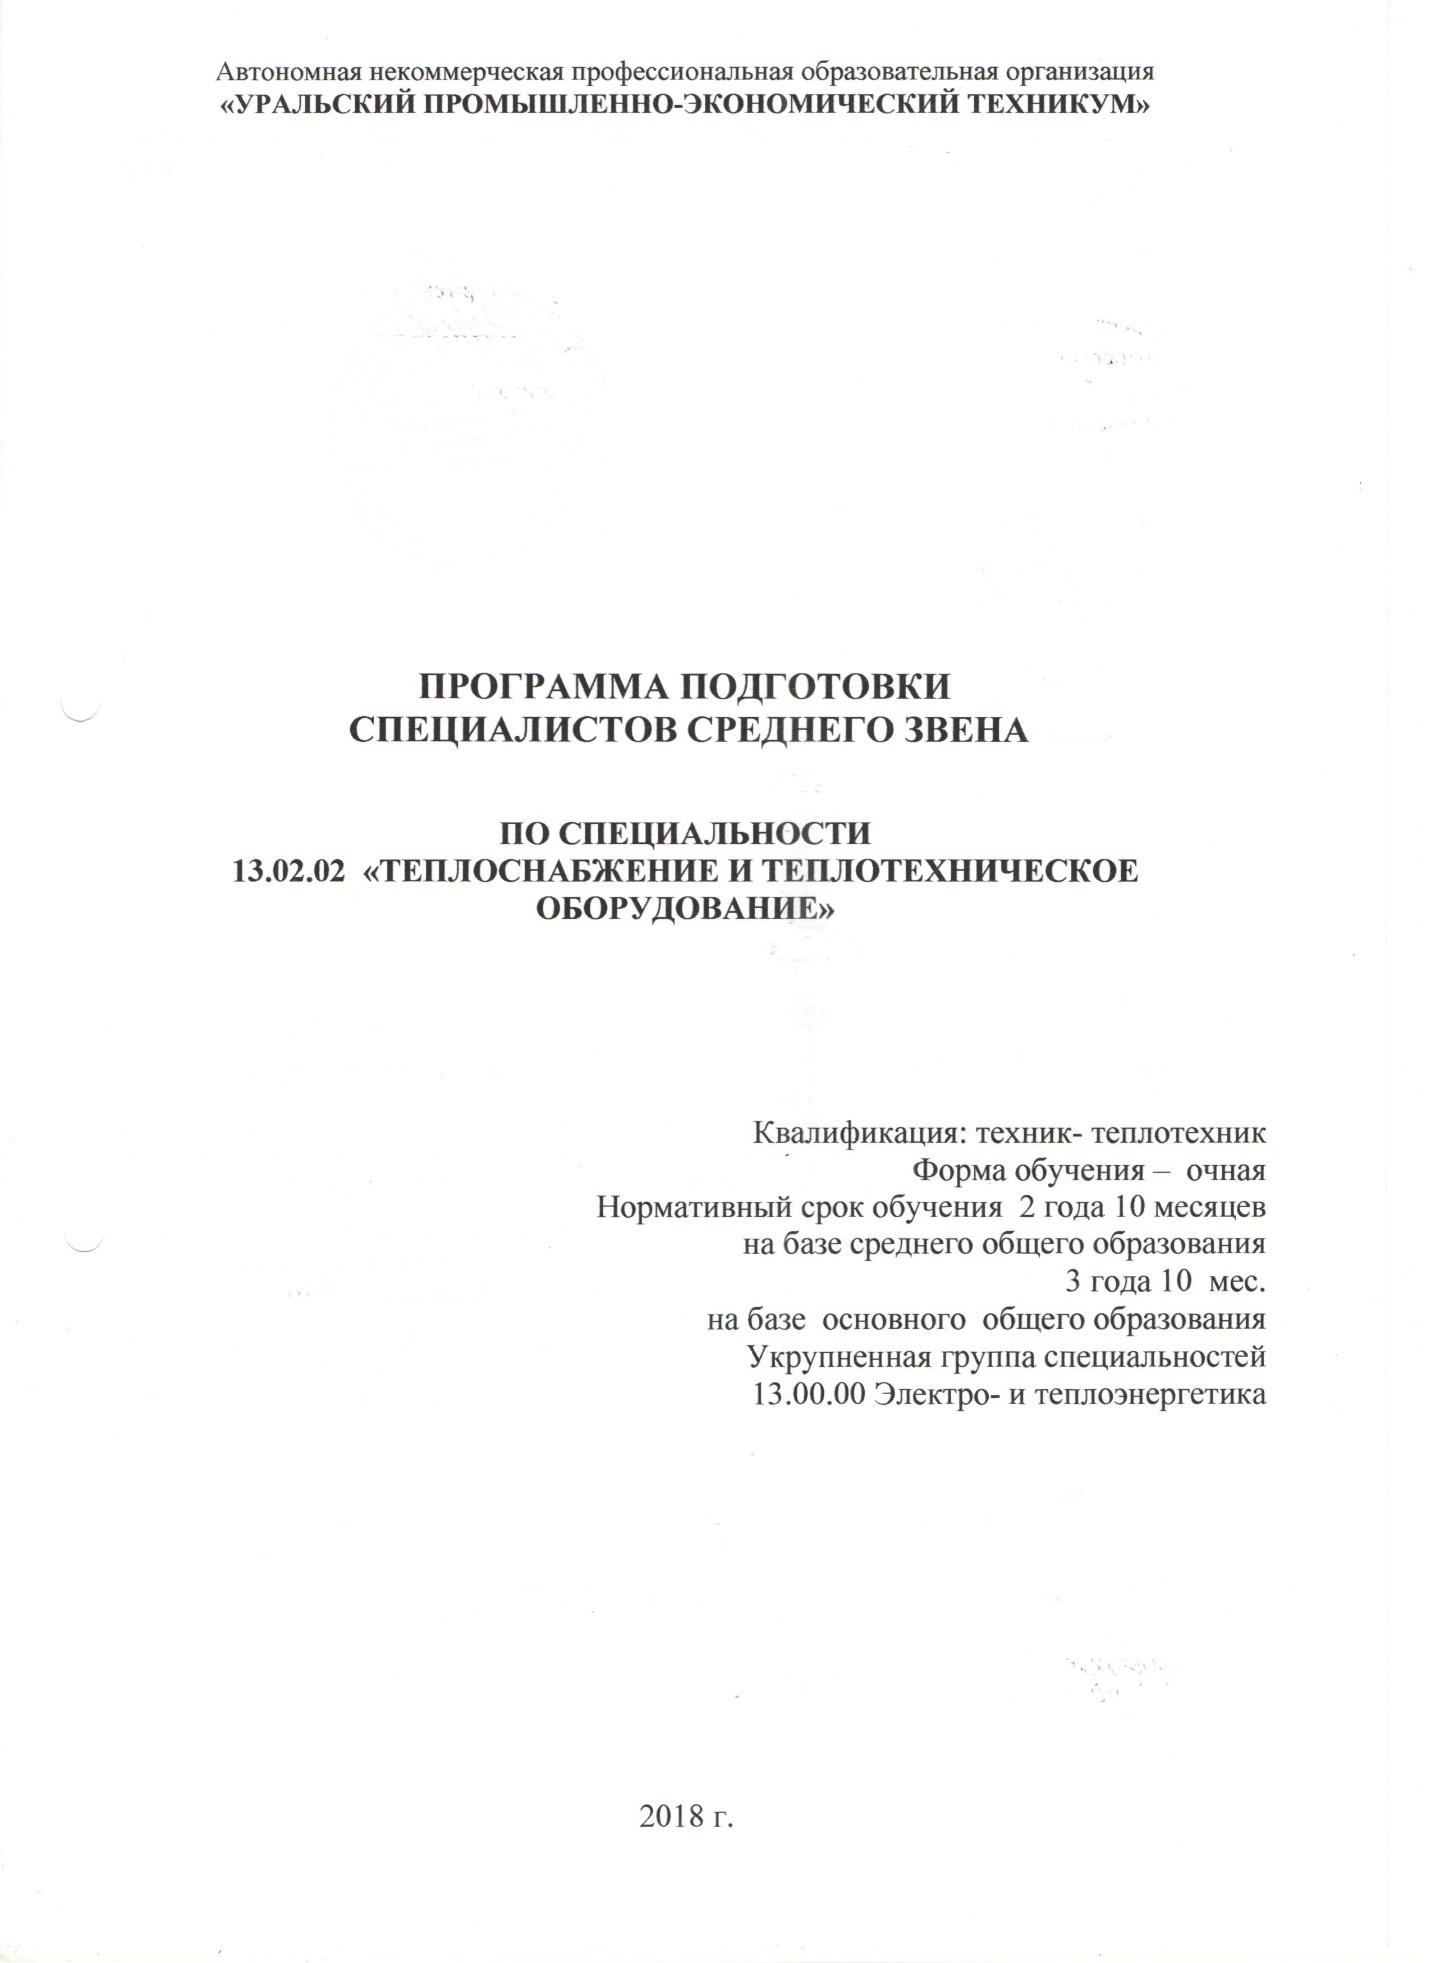 Автономная некоммерческая профессиональная образовательная организация
«УРАЛЬСКИЙ ПРОМЫШЛЕННО-ЭКОНОМИЧЕСКИЙ ТЕХНИКУМ»
ПРОГРАММА ПОДГОТОВКИ
СПЕЦИАЛИСТОВ СРЕДНЕГО ЗВЕНА
ПО СПЕЦИАЛЬНОСТИ
13.02.02 «ТЕПЛОСНАБЖЕНИЕ И ТЕПЛОТЕХНИЧЕСКОЕ
ОБОРУДОВАНИЕ»
Квалификация: техник- теплотехник
Форма обучения – очная
Нормативный срок обучения 2 года 10 месяцев
на базе среднего общего образования
3 года 10 мес.
на базе основного общего образования
Укрупненная группа специальностей
13.00.00 Электро- и теплоэнергетика
2018 г.